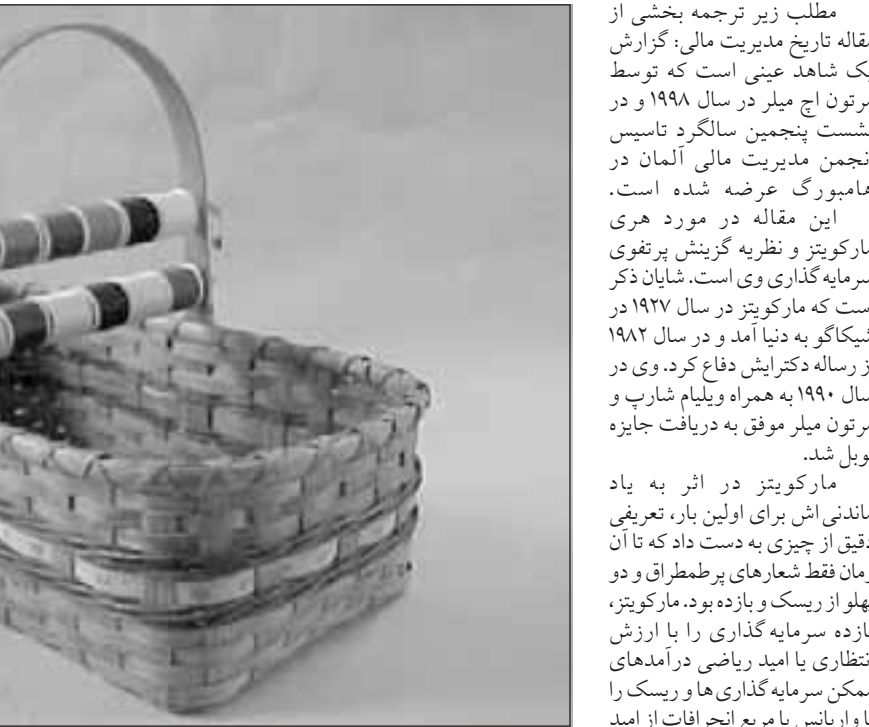 مطلب زیر ترجمه بخشی از
مقاله تاریخ مدیریت مالی: گزارش
یک شاهد عینی است که توسط
مرتون اچ میلر در سال ۱۹۹۸ و در
نشست پنجمین سالگرد تاسیس
انجمن مدیریت مالی آلمان در
هامبورگ عرضه شده است.
این مقاله در مورد هری
مارکویتز و نظریه گزینش پرتفوی
سرمایه گذاری وی است. شایان ذکر
است که مارکویتز در سال ۱۹۲۷ در
شیکاگو به دنیا آمد و در سال ۱۹۸۲
از رساله دکترایش دفاع کرد. وی در
سال ۱۹۹۰ به همراه ویلیام شارپ و
مرتون میلر موفق به دریافت جایزه
نوبل شد.
مارکویتز در اثر به یاد
ماندنی اش برای اولین بار، تعریفی
دقیق از چیزی به دست داد که تا آن
زمان فقط شعارهای پرطمطراق و دو
پهلو از ریسک و بازده بود. مارکویتز،
بازده سرمایه گذاری را با ارزش
انتظاری یا امید ریاضی درآمدهای
ممکن سرمایه گذاری ها و ریسک را
با واریانس یا مربع انحرافات از امید